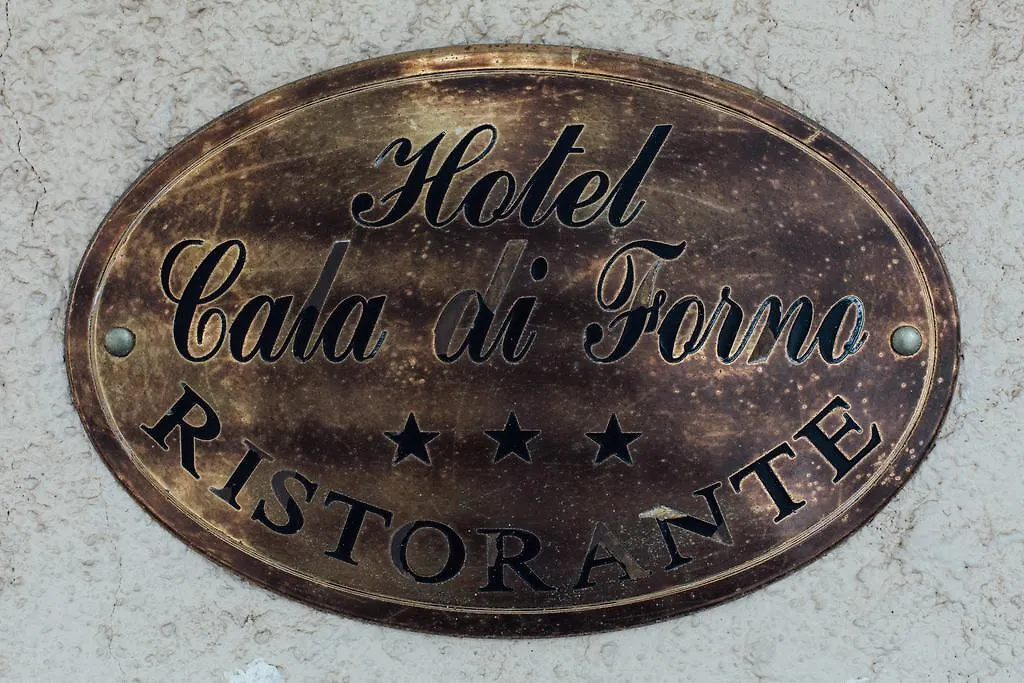 Hotel
Cala di Forno
★ ★ ★
RISTORANTE